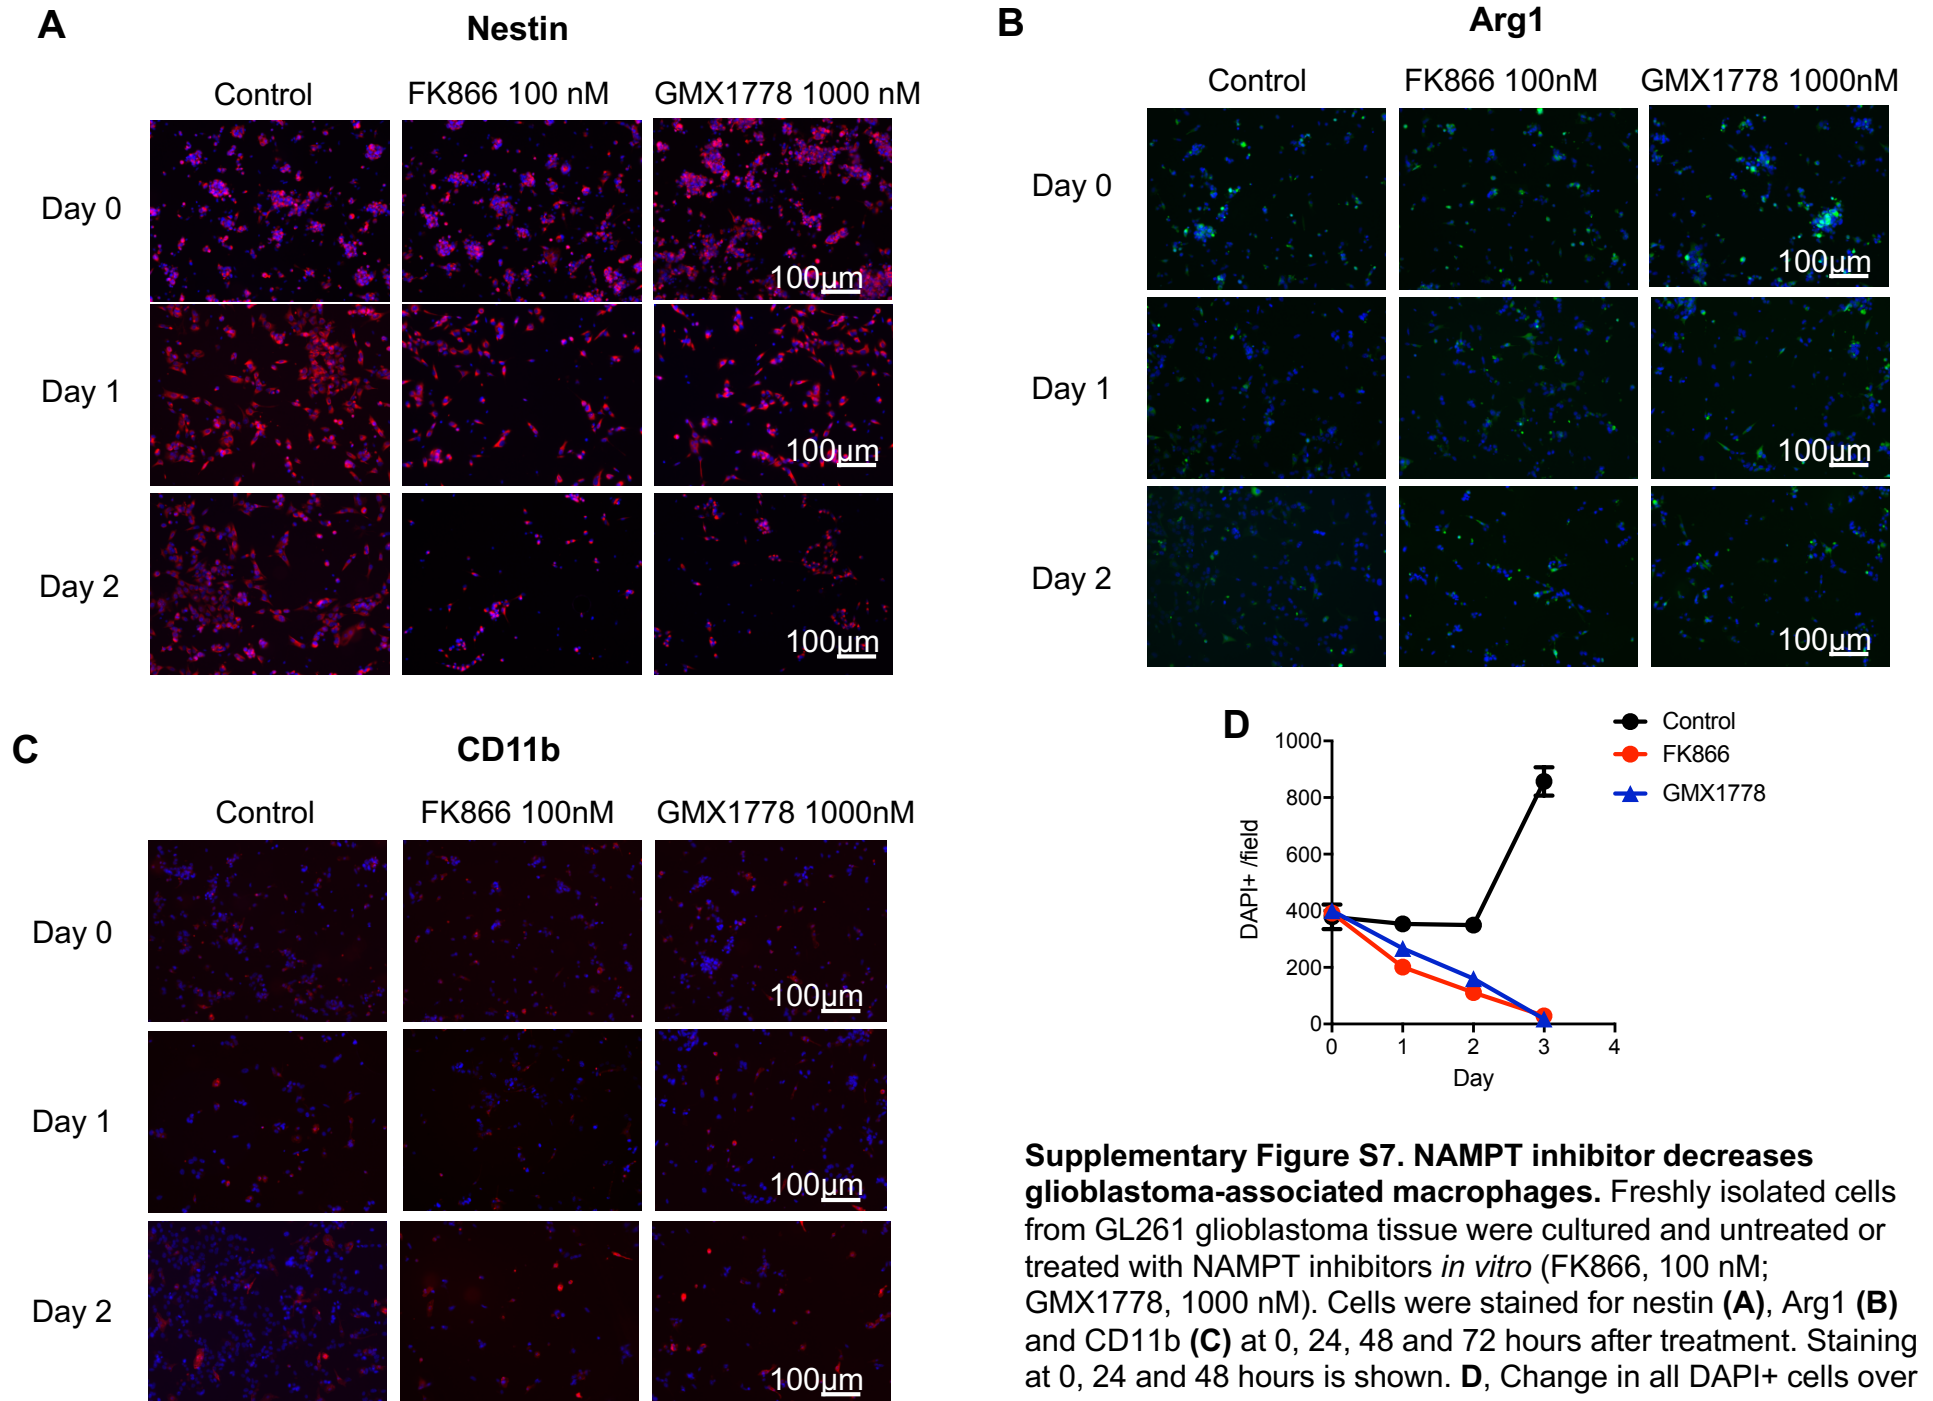 A
Nestin
Control FK866 100 nM GMX1778 1000 nM
Day 0
100µm
Day 1
100µm
Day 2
100µm
B
Arg1
Control FK866 100nM GMX1778 1000nM
Day 0
100µm
Day 1
100µm
Day 2
100µm
C
CD11b
Control FK866 100nM GMX1778 1000nM
Day 0
100µm
Day 1
100µm
Day 2
100µm
D
Control
FK866
GMX1778
1000
800
600
400
200
0
DAPI+ /field
0 1 2 3 4
Day
Supplementary Figure S7. NAMPT inhibitor decreases
glioblastoma-associated macrophages. Freshly isolated cells
from GL261 glioblastoma tissue were cultured and untreated or
treated with NAMPT inhibitors in vitro (FK866, 100 nM;
GMX1778, 1000 nM). Cells were stained for nestin (A), Arg1 (B)
and CD11b (C) at 0, 24, 48 and 72 hours after treatment. Staining
at 0, 24 and 48 hours is shown. D, Change in all DAPI+ cells over